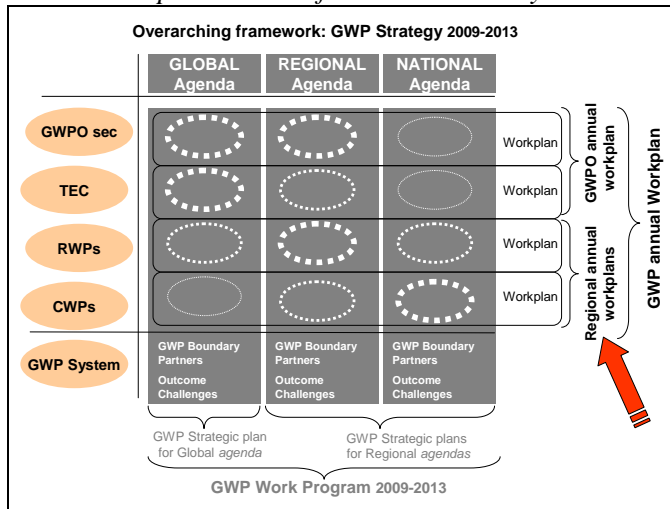 Overarching framework: GWP Strategy 2009-2013
GLOBAL
Agenda
REGIONAL
Agenda
NATIONAL
Agenda
GWPO sec
Workplan
TEC
Workplan
RWPs
Workplan
CWPs
Workplan
GWPO annual
workplan
Regional annual
workplans
GWP annual Workplan
GWP System
GWP Boundary
Partners
Outcome
Challenges
GWP Boundary
Partners
Outcome
Challenges
GWP Boundary
Partners
Outcome
Challenges
GWP Strategic plan
for Global agenda
GWP Strategic plans
for Regional agendas
GWP Work Program 2009-2013